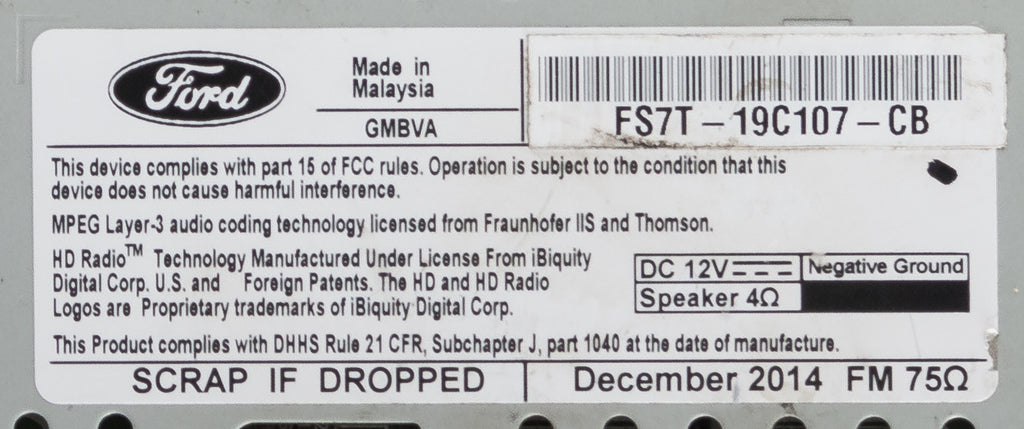 Ford
Made in
Malaysia
GMBVA
FS7T - 19C107 - CB
This device complies with part 15 of FCC rules. Operation is subject to the condition that this
device does not cause harmful interference.
MPEG Layer-3 audio coding technology licensed from Fraunhofer IIS and Thomson.
HD Radio™ Technology Manufactured Under License From iBiquity
Digital Corp. U.S. and Foreign Patents. The HD and HD Radio
Logos are Proprietary trademarks of iBiquity Digital Corp.
DC 12V⎓ Negative Ground
Speaker 4Ω
This Product complies with DHHS Rule 21 CFR, Subchapter J, part 1040 at the date of manufacture.
SCRAP IF DROPPED
December 2014 FM 75Ω